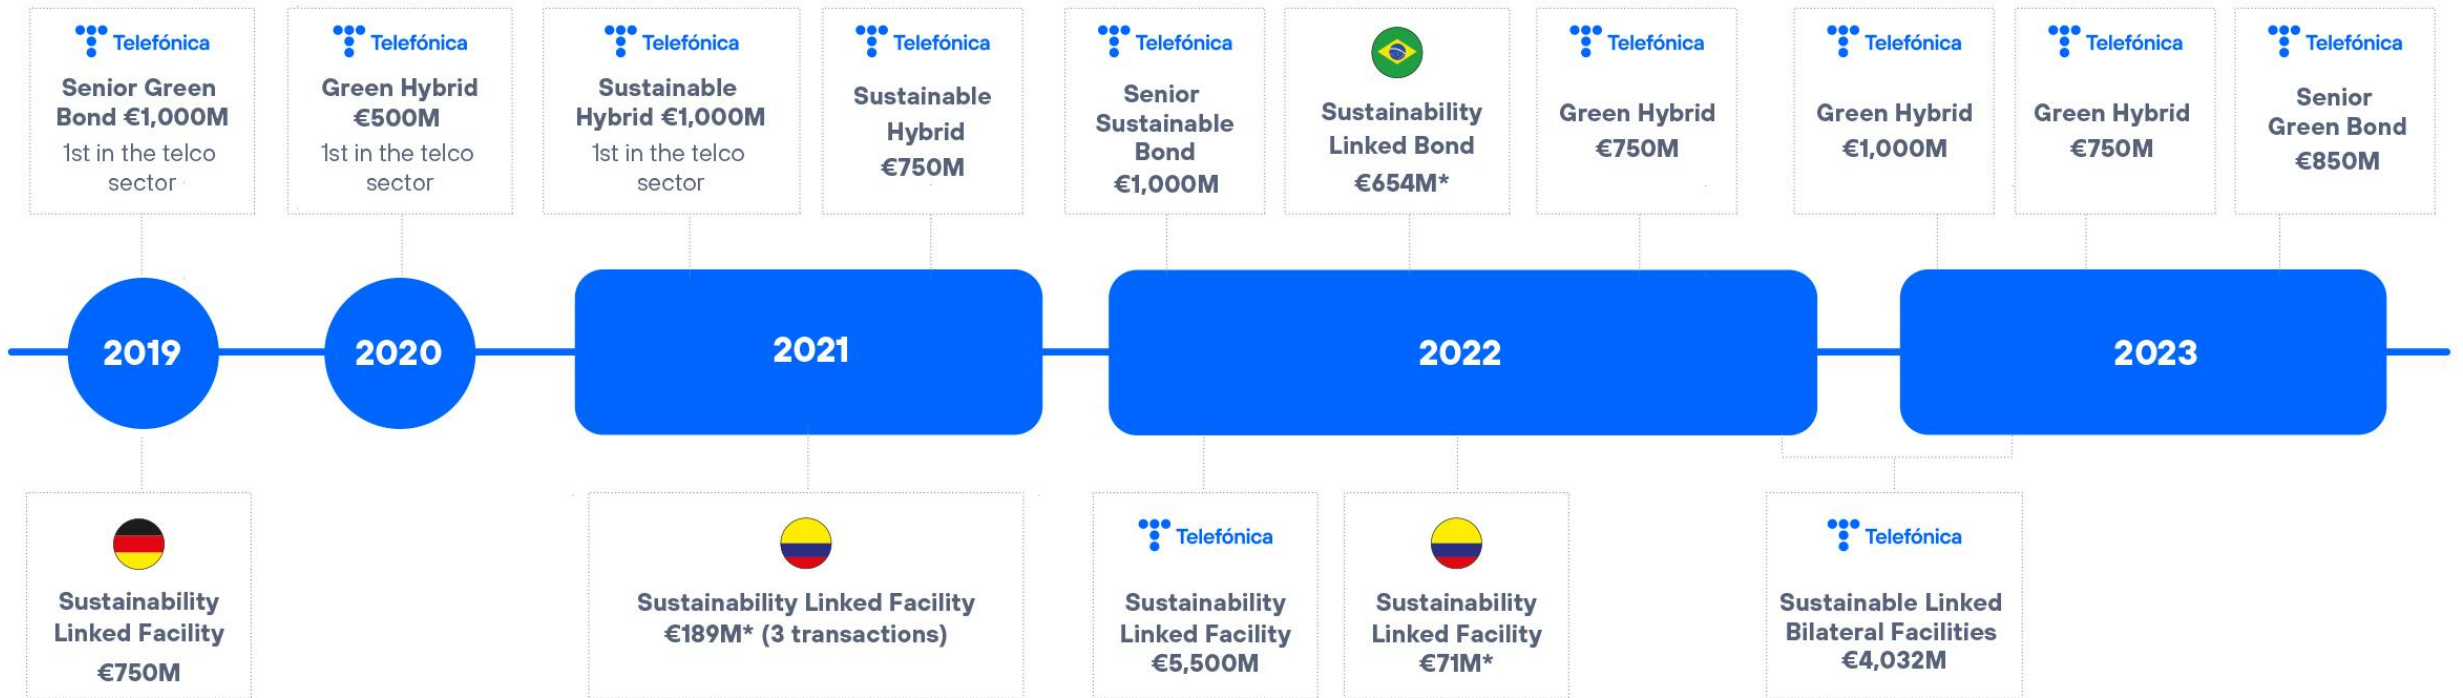 Telefónica
Senior Green
Bond €1,000M
1st in the telco
sector
Telefónica
Green Hybrid
€500M
1st in the telco
sector
Telefónica
Sustainable
Hybrid €1,000M
1st in the telco
sector
Telefónica
Sustainable
Hybrid
€750M
Telefónica
Senior
Sustainable
Bond
€1,000M
Sustainability
Linked Bond
€654M*
Telefónica
Green Hybrid
€750M
Telefónica
Green Hybrid
€1,000M
Telefónica
Green Hybrid
€750M
Telefónica
Senior
Green Bond
€850M
2019
2020
2021
2022
2023
Sustainability
Linked Facility
€750M
Sustainability Linked Facility
€189M* (3 transactions)
Telefónica
Sustainability
Linked Facility
€5,500M
Sustainability
Linked Facility
€71M*
Telefónica
Sustainable Linked
Bilateral Facilities
€4,032M